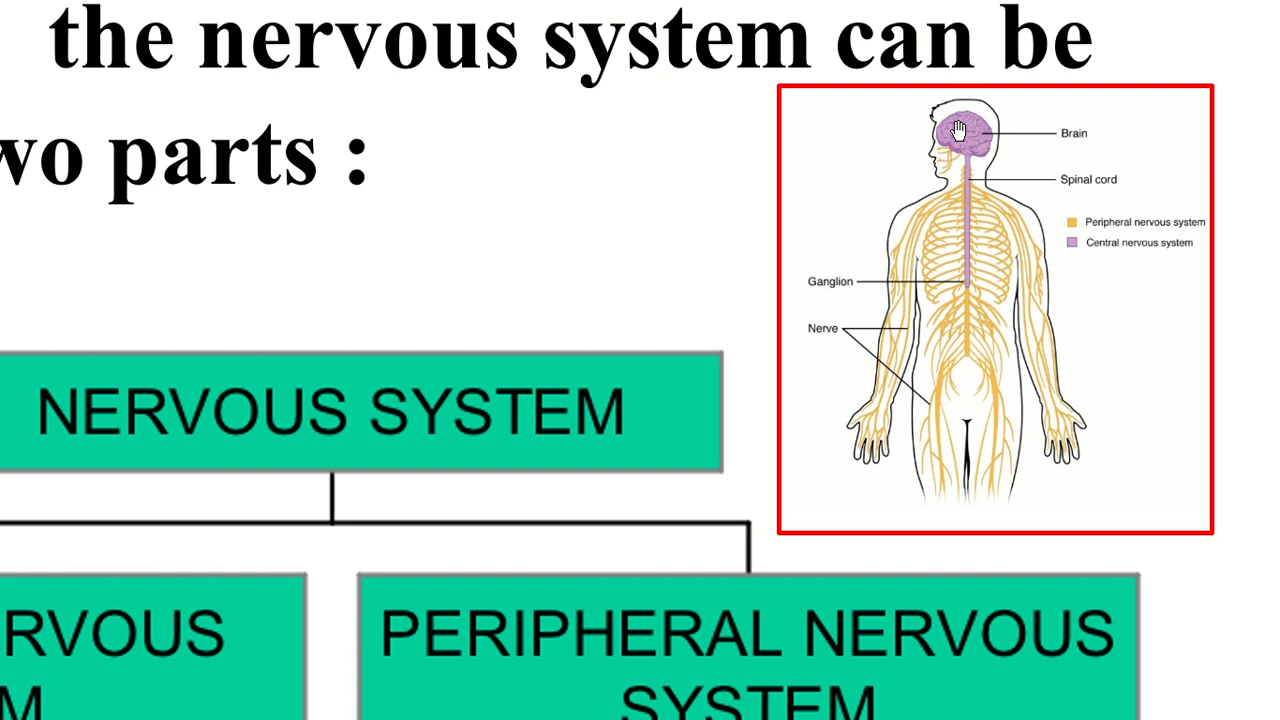 the nervous system can be
wo parts :
Brain
Spinal cord
Peripheral nervous system
Central nervous system
Ganglion
Nerve
NERVOUS SYSTEM
RVOUS
M
PERIPHERAL NERVOUS
SYSTEM